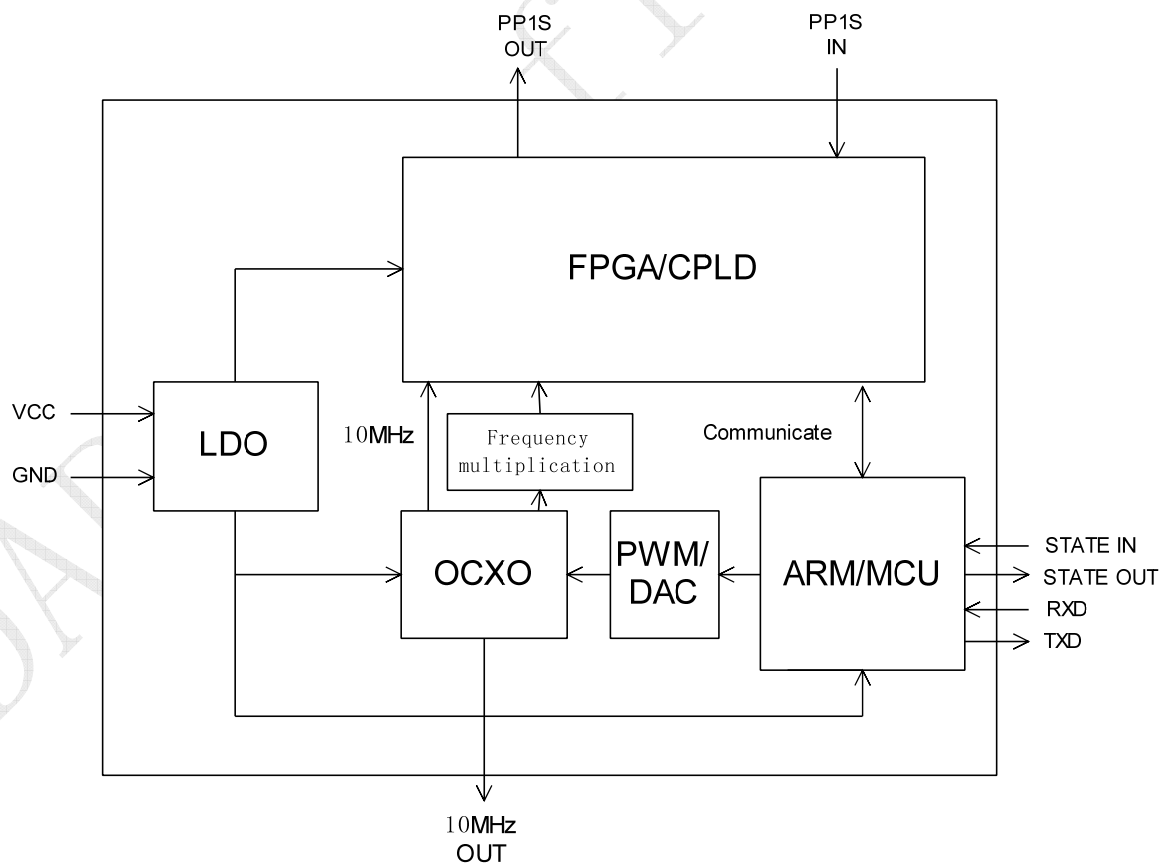 PP1S
OUT
PP1S
IN
FPGA/CPLD
VCC
GND
LDO
10MHz
Frequency
multiplication
Communicate
OCXO
PWM/
DAC
ARM/MCU
STATE IN
STATE OUT
RXD
TXD
10MHz
OUT